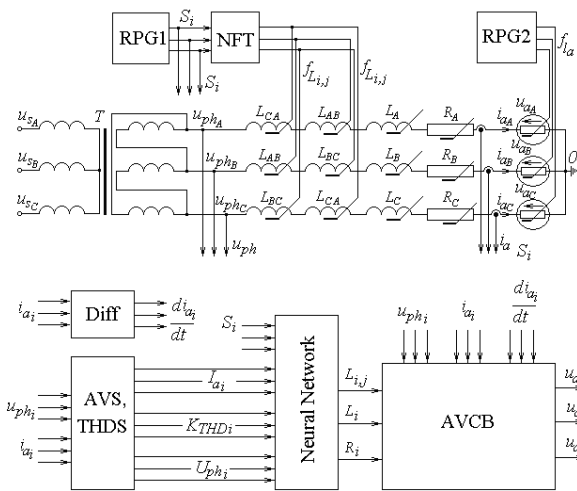 S_i
RPG1
NFT
RPG2
S_i
f_{L_{i,j}}
f_{L_{i,j}}
f_{l_a}
u_{s_A}
T
u_{ph_A}
L_{CA}
L_{AB}
L_A
R_A
i_{a_A}
u_{a_A}
u_{s_B}
u_{ph_B}
L_{AB}
L_{BC}
L_B
R_B
i_{a_B}
u_{a_B}
0
u_{s_C}
u_{ph_C}
L_{BC}
L_{CA}
L_C
R_C
i_{a_C}
u_{a_C}
u_{ph}
i_a
S_i
i_{a_i}
Diff
di_{a_i}
dt
S_i
Neural Network
u_{ph_i}
i_{a_i}
di_{a_i}
dt
AVS,
THDS
u_{ph_i}
i_{a_i}
I_{a_i}
K_{THD_i}
U_{ph_i}
L_{i,j}
L_i
R_i
AVCB
u_a
u_a
u_a